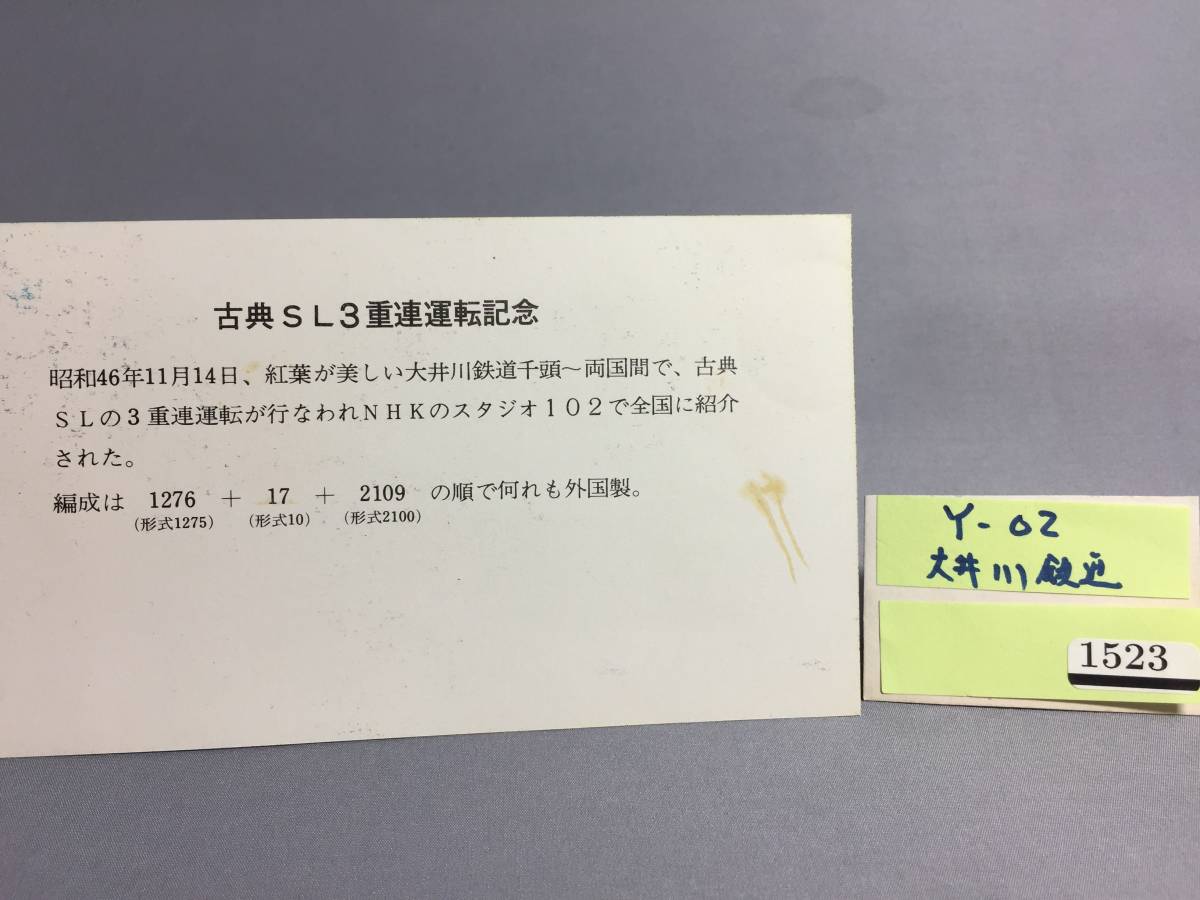 古典ＳＬ３重連運転記念
昭和46年11月14日、紅葉が美しい大井川鉄道千頭～両国間で、古典
ＳＬの３重連運転が行なわれＮＨＫのスタジオ１０２で全国に紹介
された。
編成は 1276 ＋ 17 ＋ 2109 の順で何れも外国製。
(形式1275) (形式10) (形式2100)
Y-02
大井川鉄道
1523